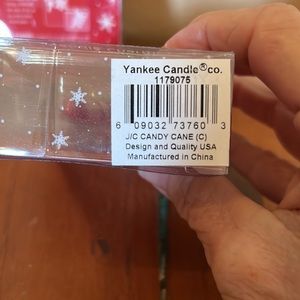 Yankee Candle®co.
1179075
6 09032 73760 3
J/C CANDY CANE (C)
Design and Quality USA
Manufactured in China